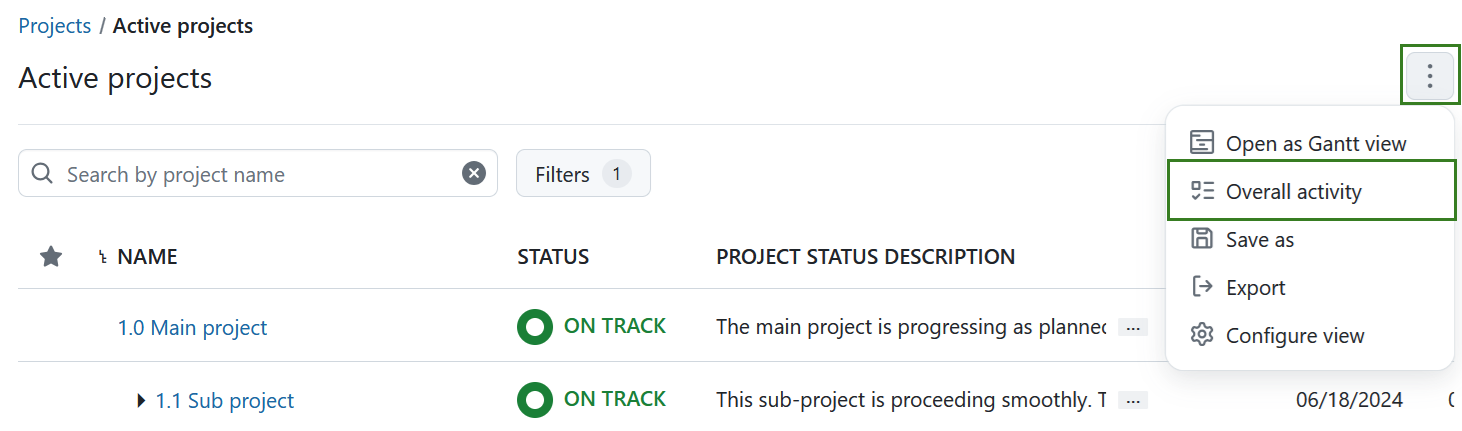 Projects / Active projects
Active projects
Open as Gantt view
Search by project name
Filters 1
Overall activity
Save as
NAME STATUS PROJECT STATUS DESCRIPTION
Export
1.0 Main project ON TRACK The main project is progressing as planned ...
Configure view
1.1 Sub project ON TRACK This sub-project is proceeding smoothly. T ... 06/18/2024